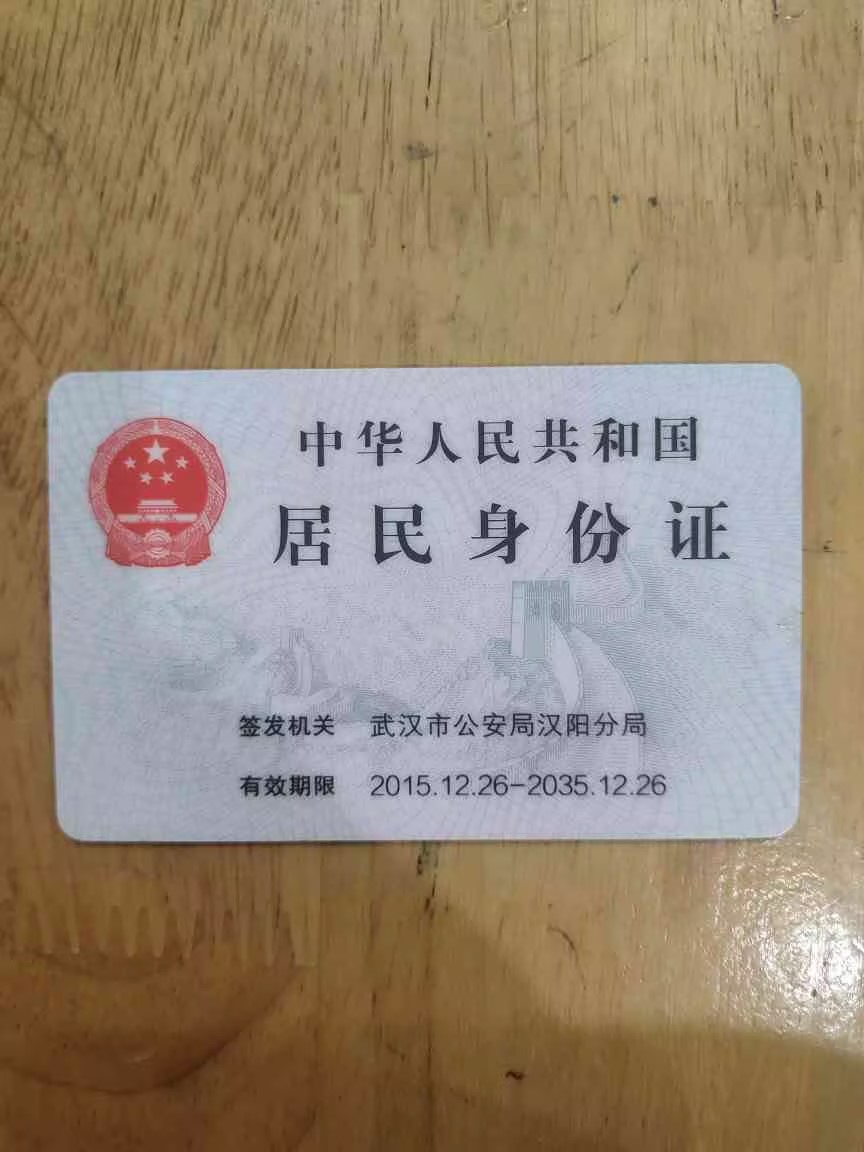 中华人民共和国
居民身份证
签发机关 武汉市公安局汉阳分局
有效期限 2015.12.26-2035.12.26